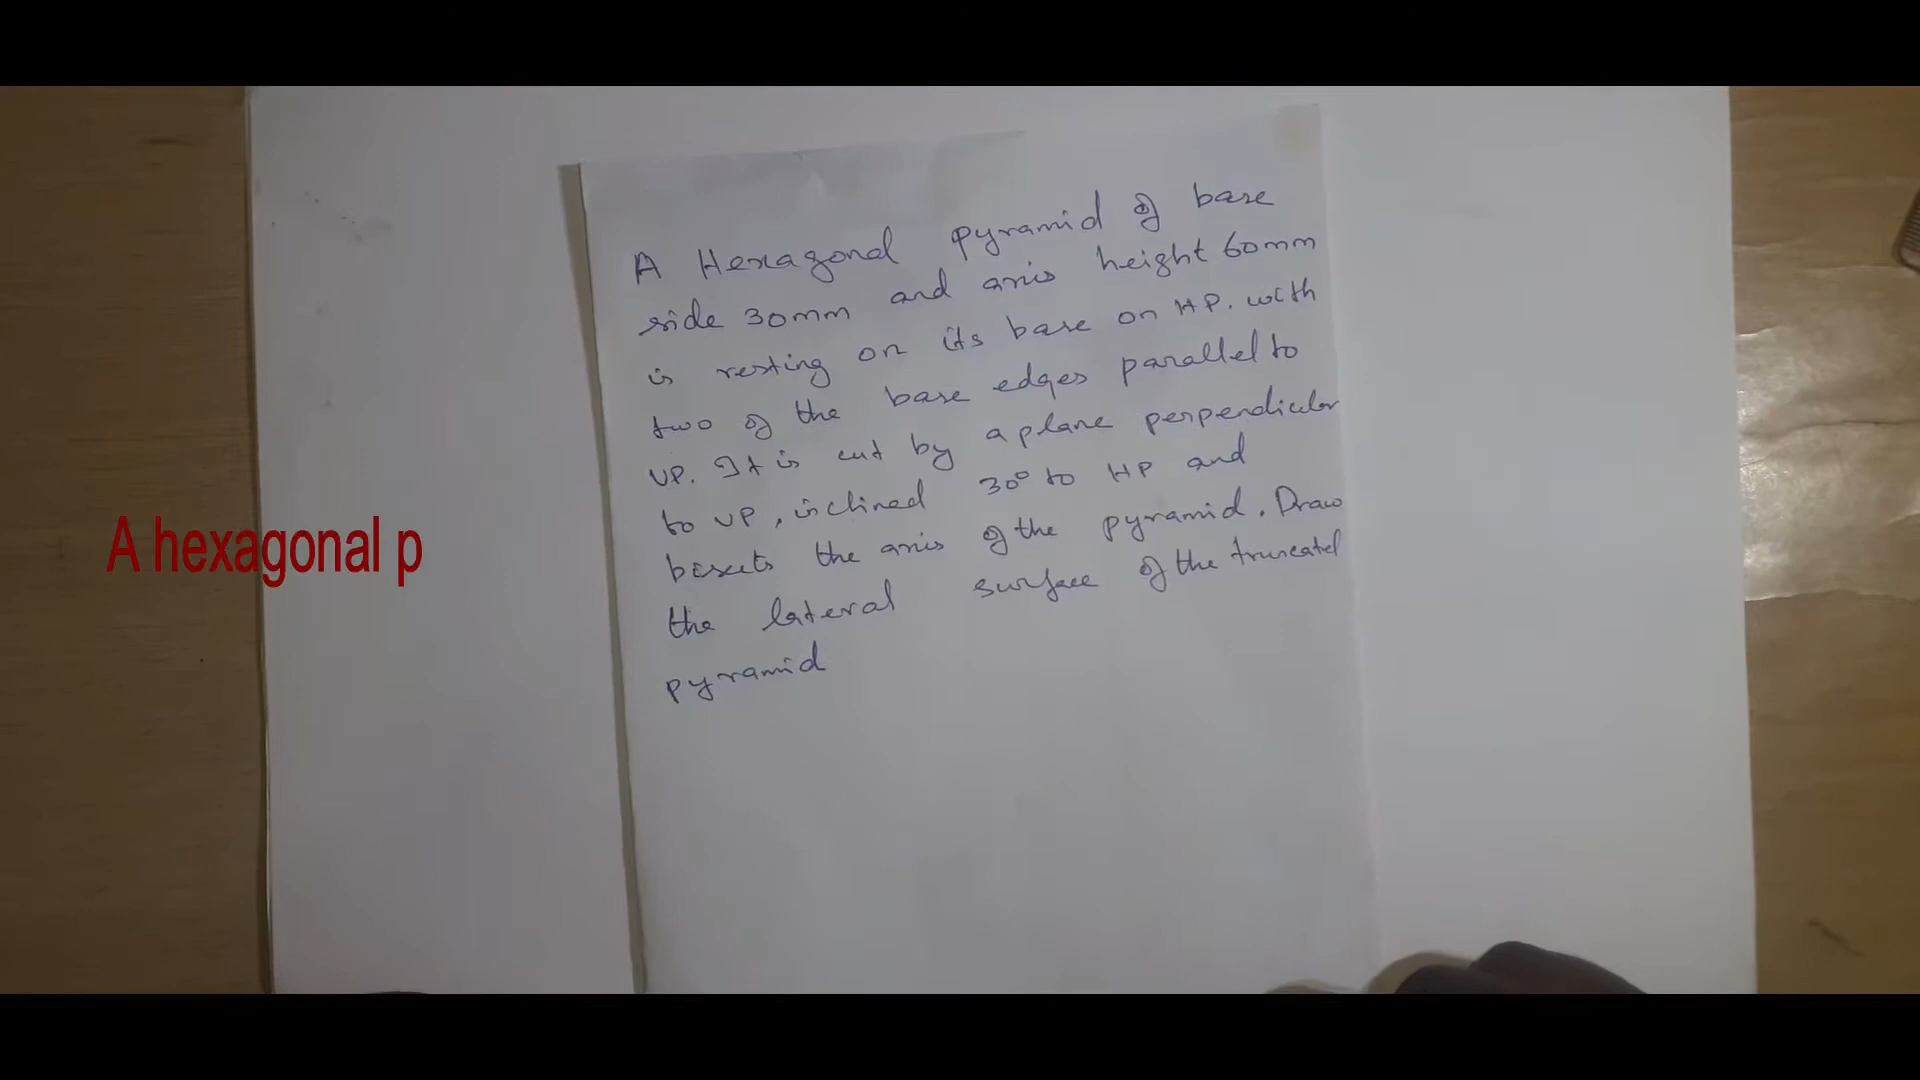 A Hexagonal pyramid of base
side 30mm and axis height 60mm
is resting on its base on HP. with
two of the base edges parallel to
VP. It is cut by a plane perpendicular
to VP, inclined 30° to HP and
bisects the axis of the pyramid. Draw
the lateral surface of the truncated
pyramid
A hexagonal p